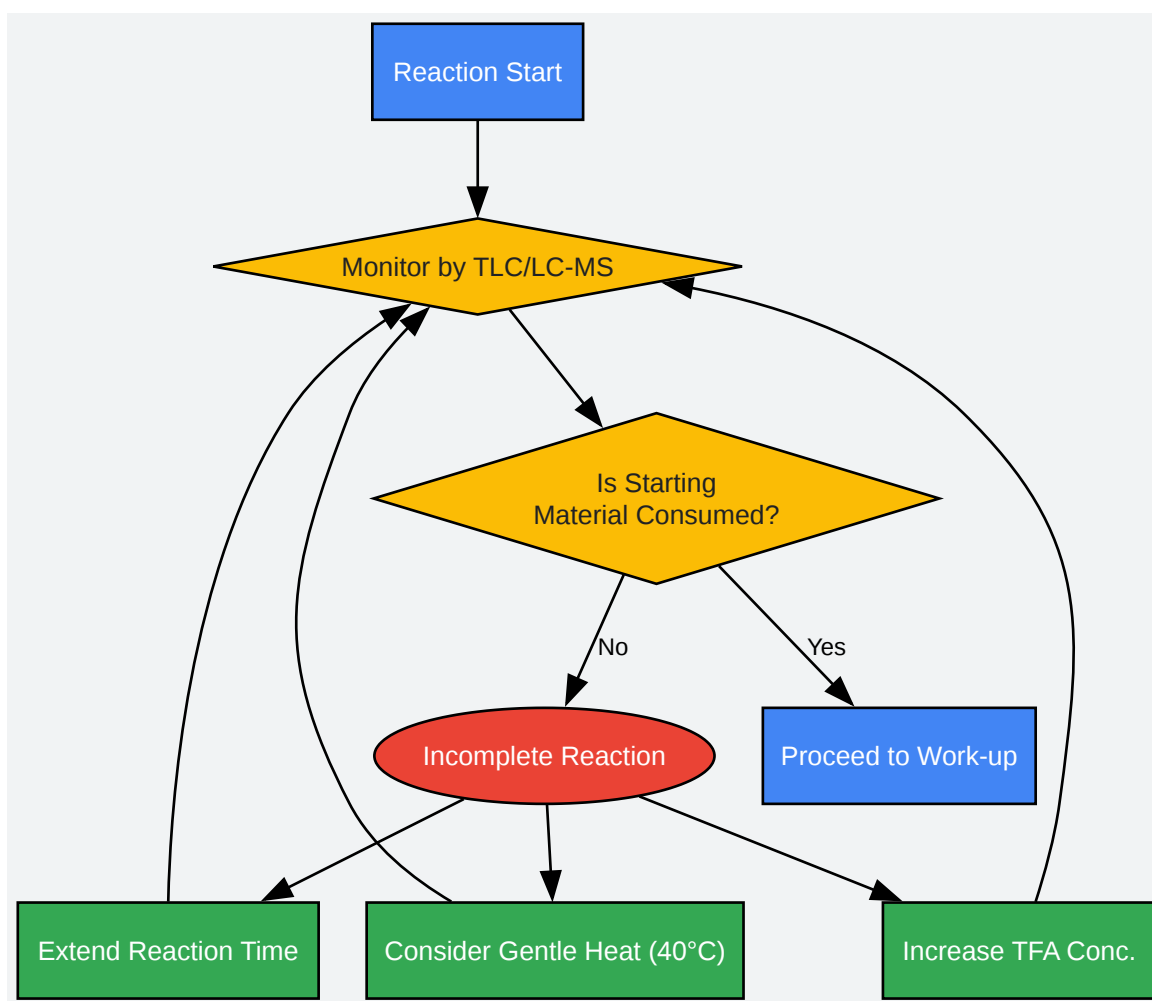 Reaction Start
Monitor by TLC/LC-MS
Is Starting
Material Consumed?
No
Yes
Incomplete Reaction
Proceed to Work-up
Extend Reaction Time
Consider Gentle Heat (40°C)
Increase TFA Conc.